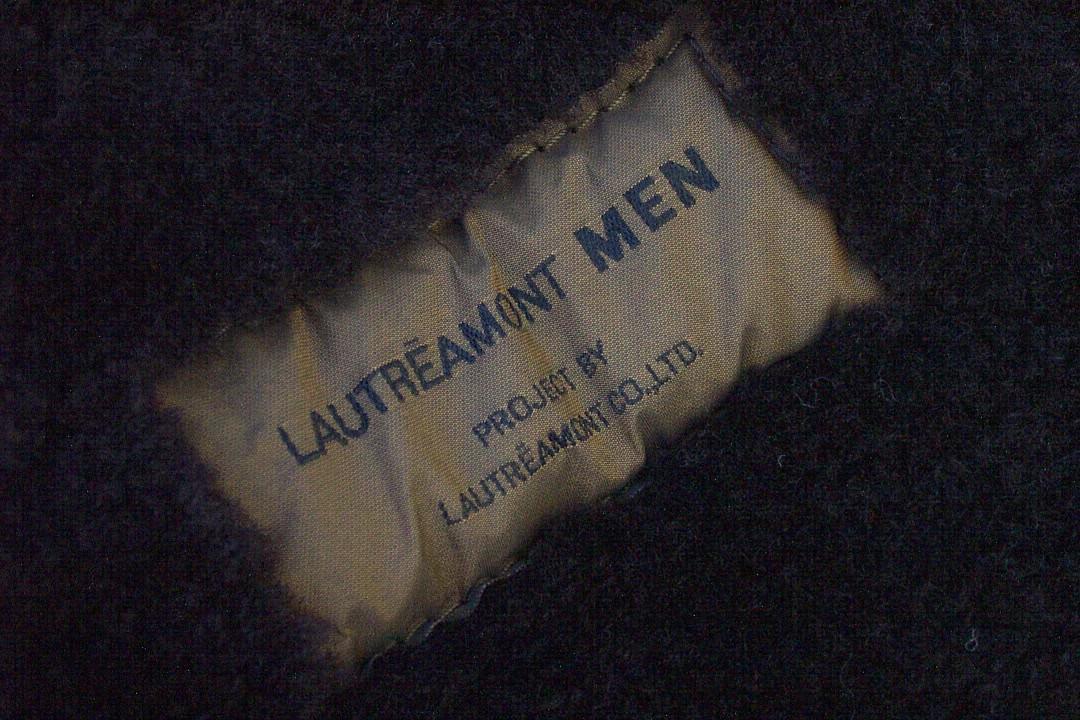 LAUTRĒAMONT MEN
PROJECT BY
LAUTRĒAMONT CO.,LTD.